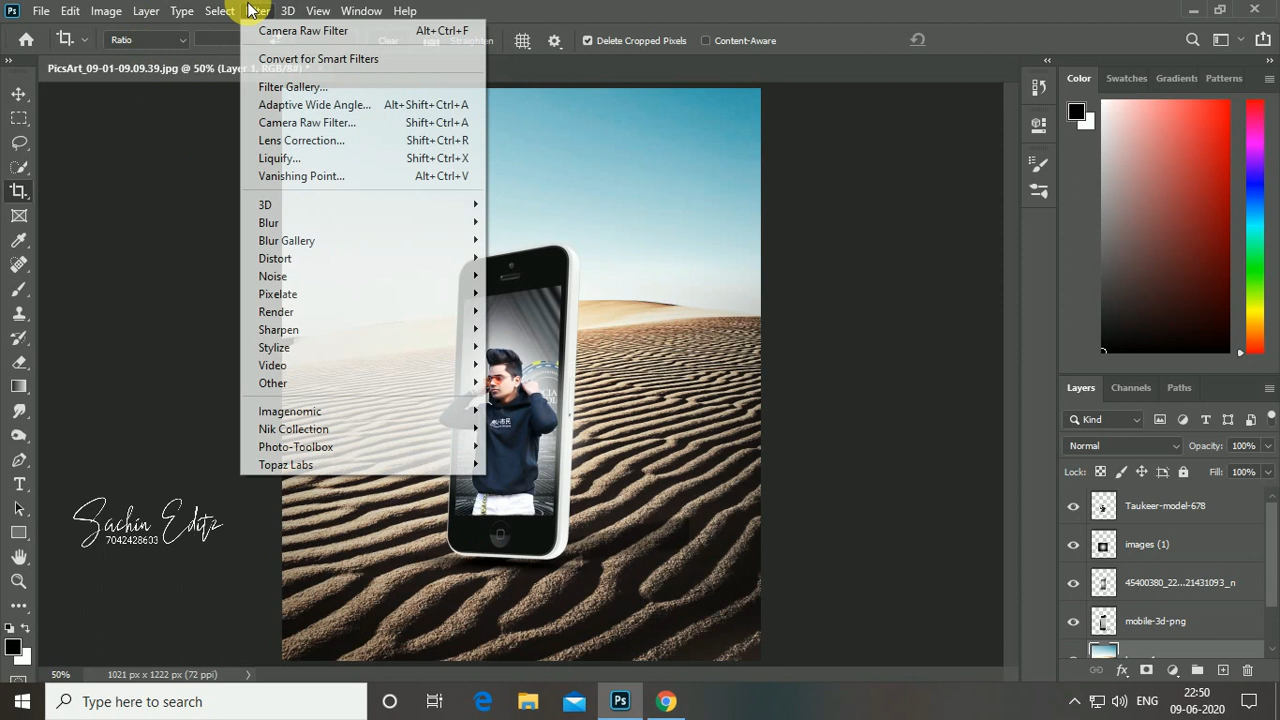 File Edit Image Layer Type Select Filter 3D View Window Help
Ratio Clear Straighten Delete Cropped Pixels Content-Aware
PicsArt_09-01-09.09.39.jpg @ 50% (Layer 1, RGB/8#) *
Camera Raw Filter Alt+Ctrl+F
Convert for Smart Filters
Filter Gallery...
Adaptive Wide Angle... Alt+Shift+Ctrl+A
Camera Raw Filter... Shift+Ctrl+A
Lens Correction... Shift+Ctrl+R
Liquify... Shift+Ctrl+X
Vanishing Point... Alt+Ctrl+V
3D
Blur
Blur Gallery
Distort
Noise
Pixelate
Render
Sharpen
Stylize
Video
Other
Imagenomic
Nik Collection
Photo-Toolbox
Topaz Labs
Sachin Editz
7042428603
Color Swatches Gradients Patterns
Layers Channels Paths
Kind
Normal Opacity: 100%
Lock: Fill: 100%
Taukeer-model-678
images (1)
45400380_22...21431093_n
mobile-3d-png
50% 1021 px x 1222 px (72 ppi)
Type here to search
Ps
ENG
22:50
09-06-2020